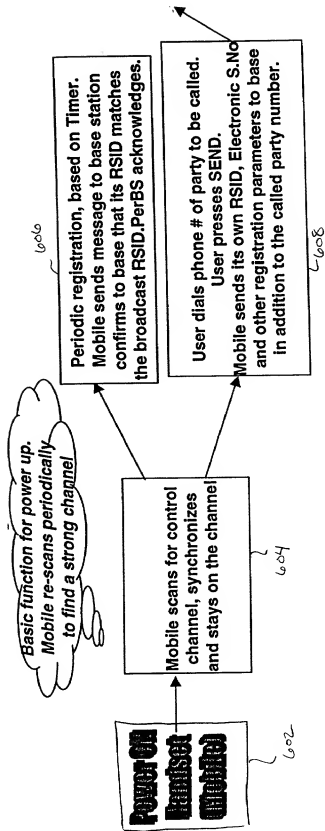 Basic function for power up.
Mobile re-scans periodically
to find a strong channel
Power On
Handset
(Mobile)
602
Mobile scans for control
channel, synchronizes
and stays on the channel
604
606
Periodic registration, based on Timer.
Mobile sends message to base station
confirms to base that its RSID matches
the broadcast RSID.PerBS acknowledges.
User dials phone # of party to be called.
User presses SEND.
Mobile sends its own RSID, Electronic S.No
and other registration parameters to base
in addition to the called party number.
608